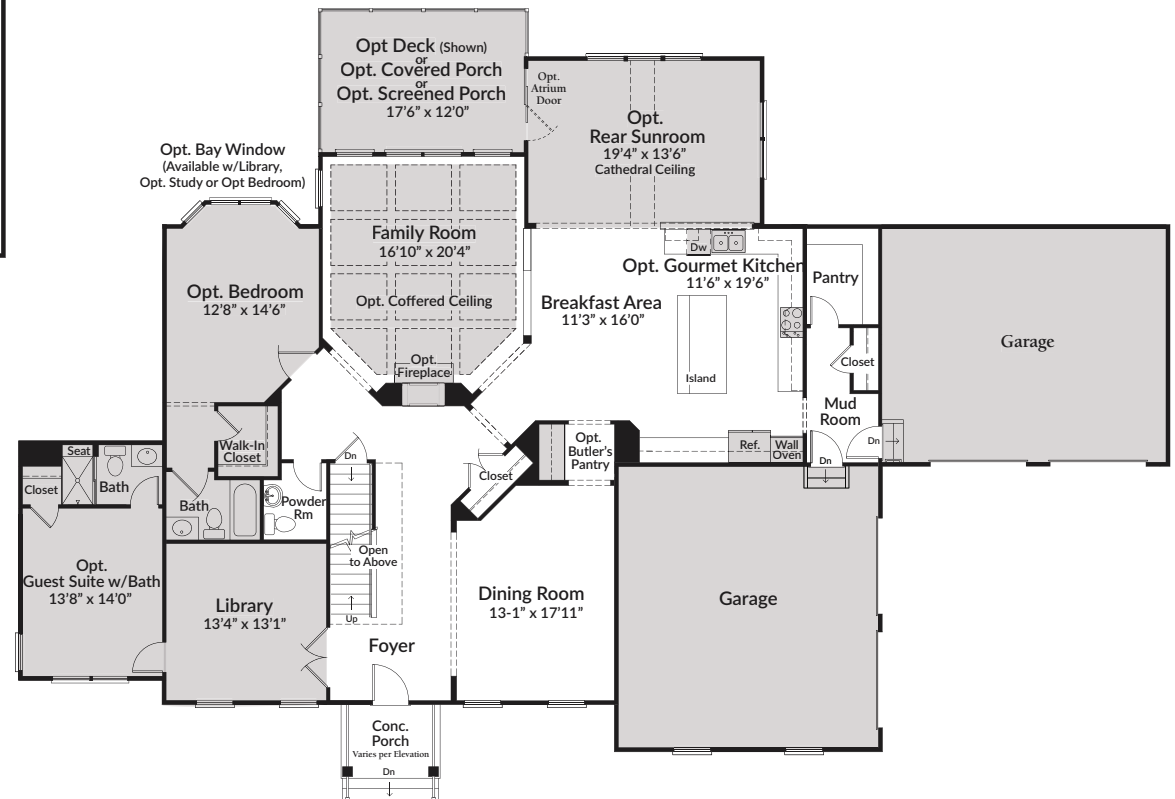 Opt Deck (Shown)
or
Opt. Covered Porch
or
Opt. Screened Porch
17'6" x 12'0"
Opt.
Atrium
Door
Opt.
Rear Sunroom
19'4" x 13'6"
Cathedral Ceiling
Opt. Bay Window
(Available w/Library,
Opt. Study or Opt Bedroom)
Family Room
16'10" x 20'4"
Opt. Coffered Ceiling
Opt.
Fireplace
Dw
Opt. Gourmet Kitchen
11'6" x 19'6"
Breakfast Area
11'3" x 16'0"
Island
Pantry
Closet
Mud
Room
Dn
Dn
Garage
Opt. Bedroom
12'8" x 14'6"
Walk-In
Closet
Dn
Closet
Opt.
Butler's
Pantry
Ref.
Wall
Oven
Seat
Closet
Bath
Bath
Powder
Rm
Open
to Above
Up
Opt.
Guest Suite w/Bath
13'8" x 14'0"
Library
13'4" x 13'1"
Foyer
Dining Room
13-1" x 17'11"
Garage
Conc.
Porch
Varies per Elevation
Dn